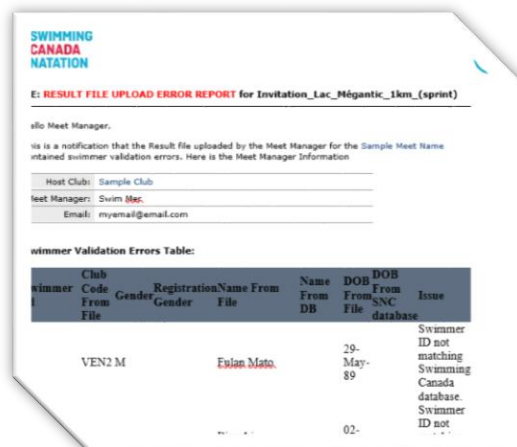 SWIMMING
CANADA
NATATION
E: RESULT FILE UPLOAD ERROR REPORT for Invitation_Lac_Mégantic_1km_(sprint)
ello Meet Manager,
his is a notification that the Result file uploaded by the Meet Manager for the Sample Meet Name
ntained swimmer validation errors. Here is the Meet Manager Information
Host Club: Sample Club
Meet Manager: Swim Mer.
Email: myemail@email.com
wimmer Validation Errors Table:
wimmer Club Code From File Gender Registration Gender Name From File Name From DB DOB From File DOB From SNC database Issue
VEN2 M Fulan Mato. 29-May-89 Swimmer ID not matching Swimming Canada database.
02- Swimmer ID not